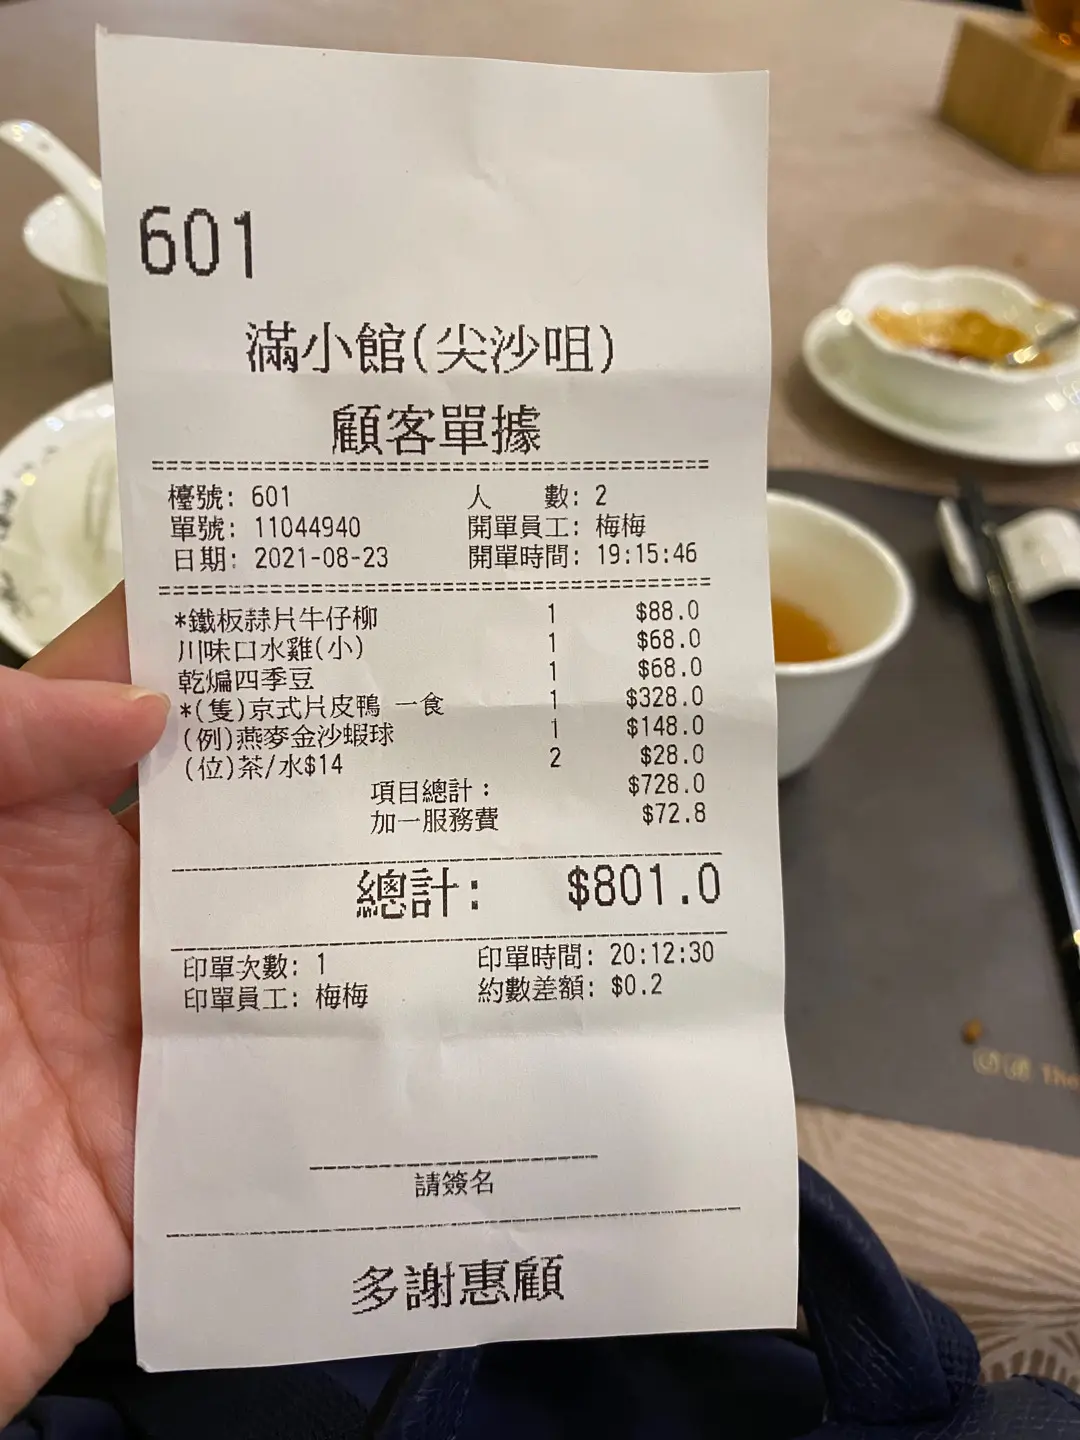 601
滿小館(尖沙咀)
顧客單據
檯號: 601 人 數: 2
單號: 11044940 開單員工: 梅梅
日期: 2021-08-23 開單時間: 19:15:46
*鐵板蒜片牛仔柳 1 $88.0
川味口水雞(小) 1 $68.0
乾煸四季豆 1 $68.0
*(隻)京式片皮鴨 一食 1 $328.0
(例)燕麥金沙蝦球 1 $148.0
(位)茶/水$14 2 $28.0
項目總計: $728.0
加一服務費 $72.8
總計: $801.0
印單次數: 1 印單時間: 20:12:30
印單員工: 梅梅 約數差額: $0.2
請簽名
多謝惠顧